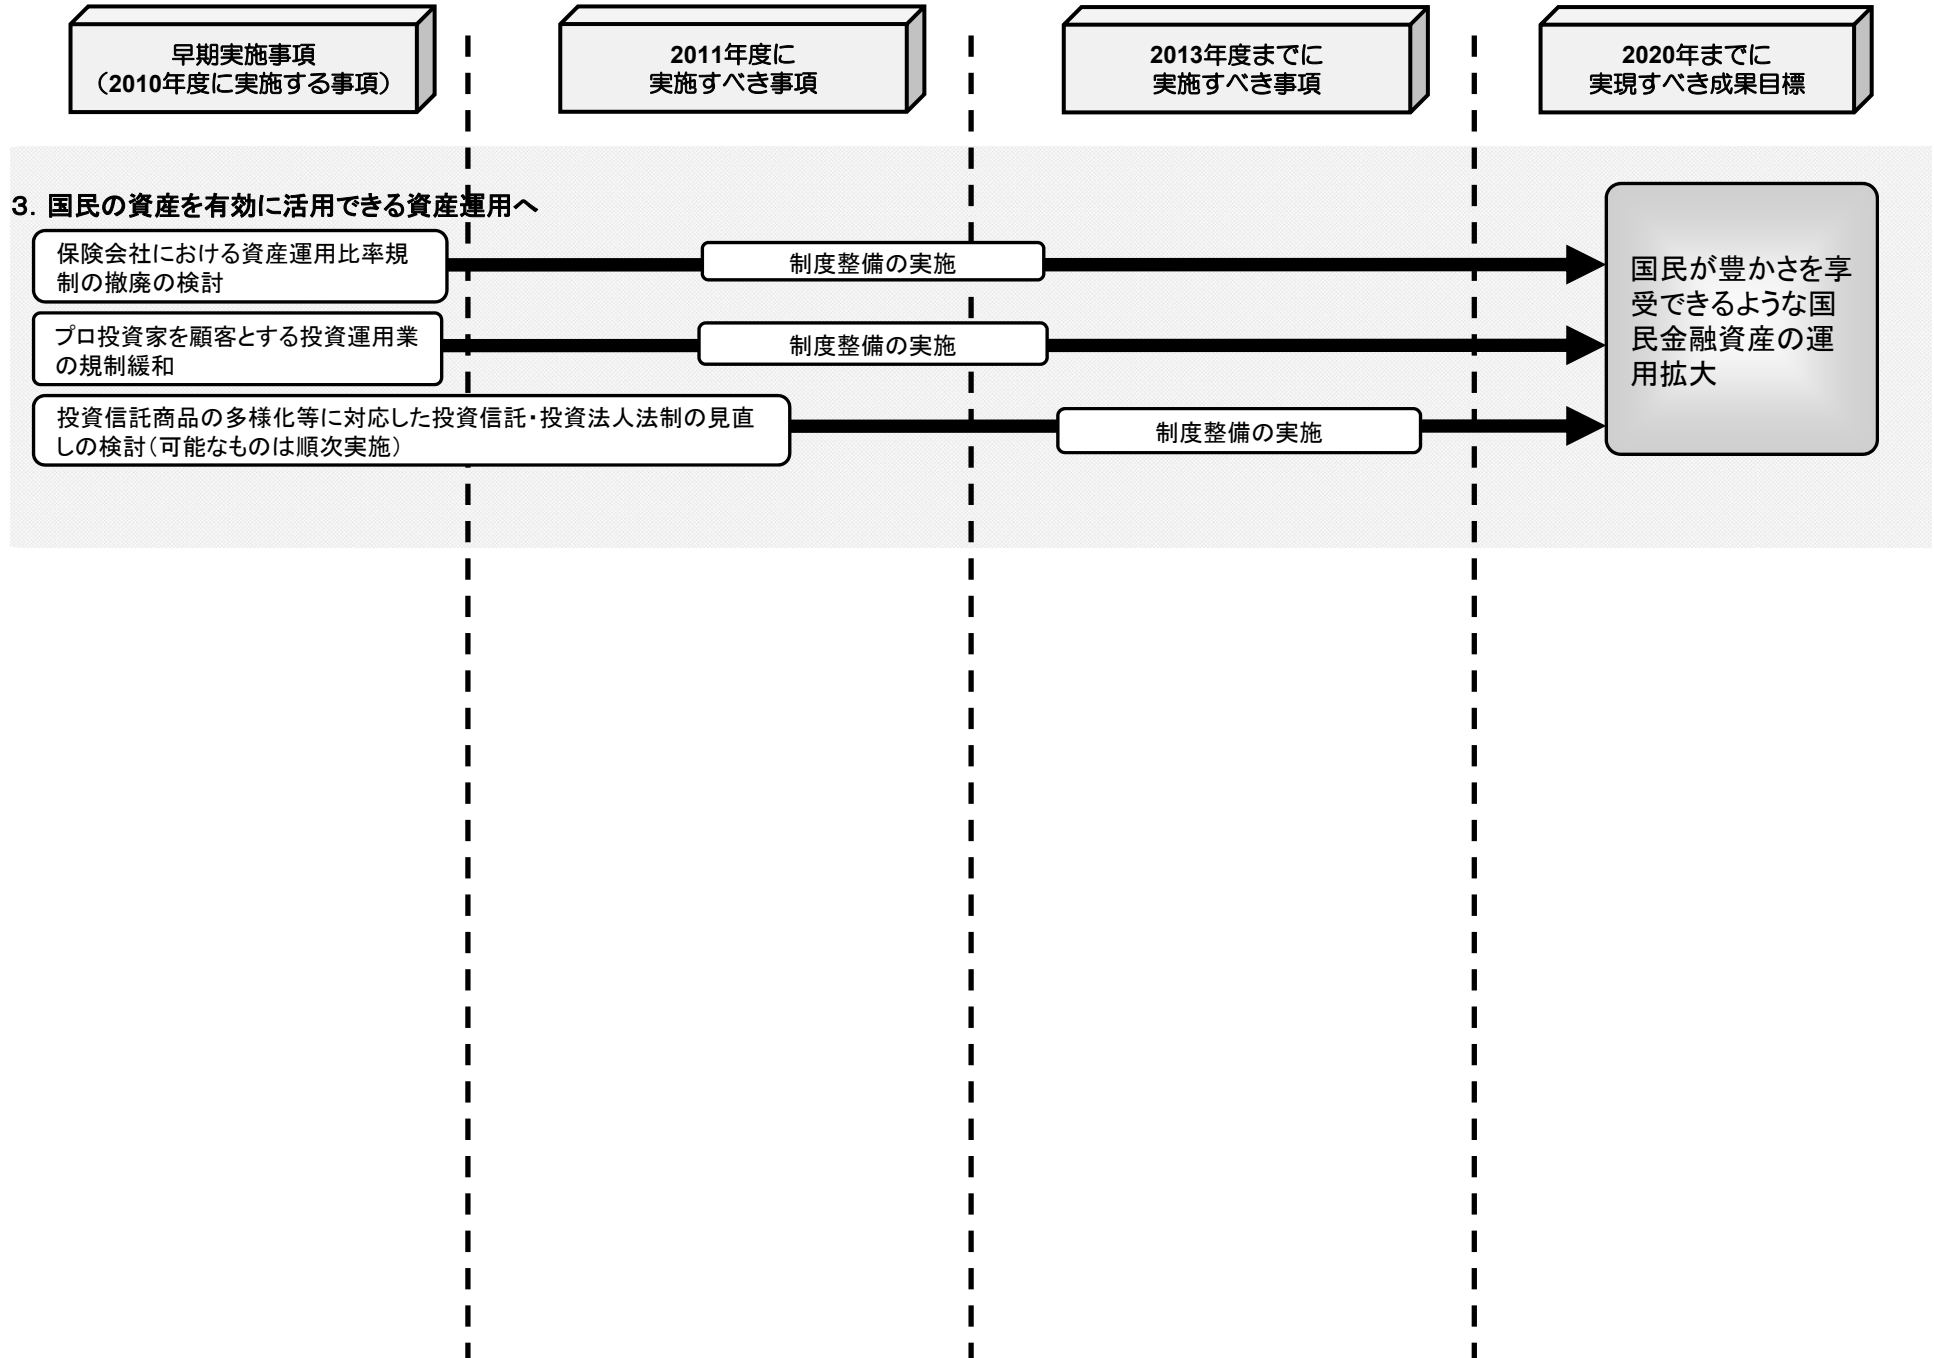 早期実施事項
（2010年度に実施する事項）
2011年度に
実施すべき事項
2013年度までに
実施すべき事項
2020年までに
実現すべき成果目標
３．国民の資産を有効に活用できる資産運用へ
保険会社における資産運用比率規
制の撤廃の検討
制度整備の実施
プロ投資家を顧客とする投資運用業
の規制緩和
制度整備の実施
投資信託商品の多様化等に対応した投資信託・投資法人法制の見直
しの検討（可能なものは順次実施）
制度整備の実施
国民が豊かさを享
受できるような国
民金融資産の運
用拡大